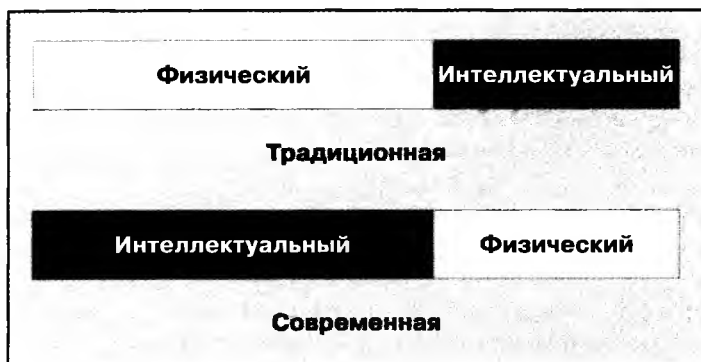 Физический Интеллектуальный
Традиционная
Интеллектуальный Физический
Современная